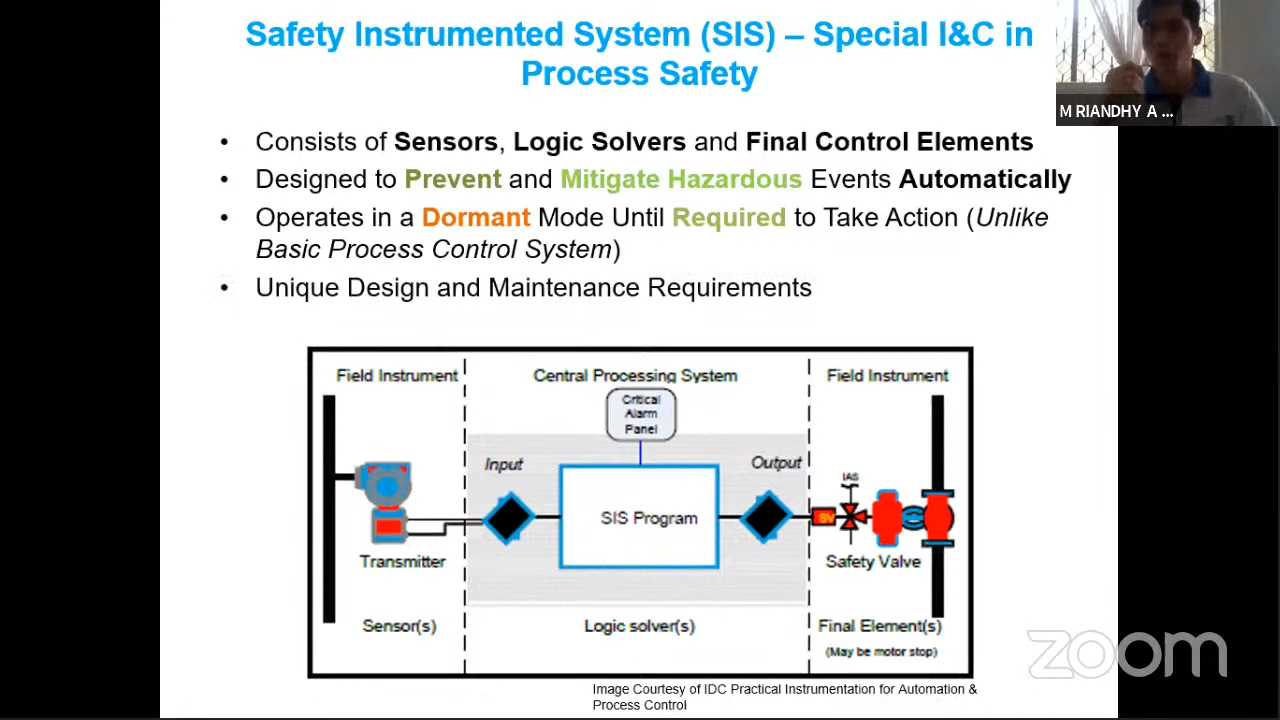 Safety Instrumented System (SIS) – Special I&C in
Process Safety
M RIANDHY A ...
• Consists of Sensors, Logic Solvers and Final Control Elements
• Designed to Prevent and Mitigate Hazardous Events Automatically
• Operates in a Dormant Mode Until Required to Take Action (Unlike
Basic Process Control System)
• Unique Design and Maintenance Requirements
Field Instrument
Central Processing System
Field Instrument
Critical
Alarm
Panel
Input
Output
IAS
SIS Program
SV
Transmitter
Safety Valve
Sensor(s)
Logic solver(s)
Final Element(s)
(May be motor stop)
zoom
Image Courtesy of IDC Practical Instrumentation for Automation &
Process Control